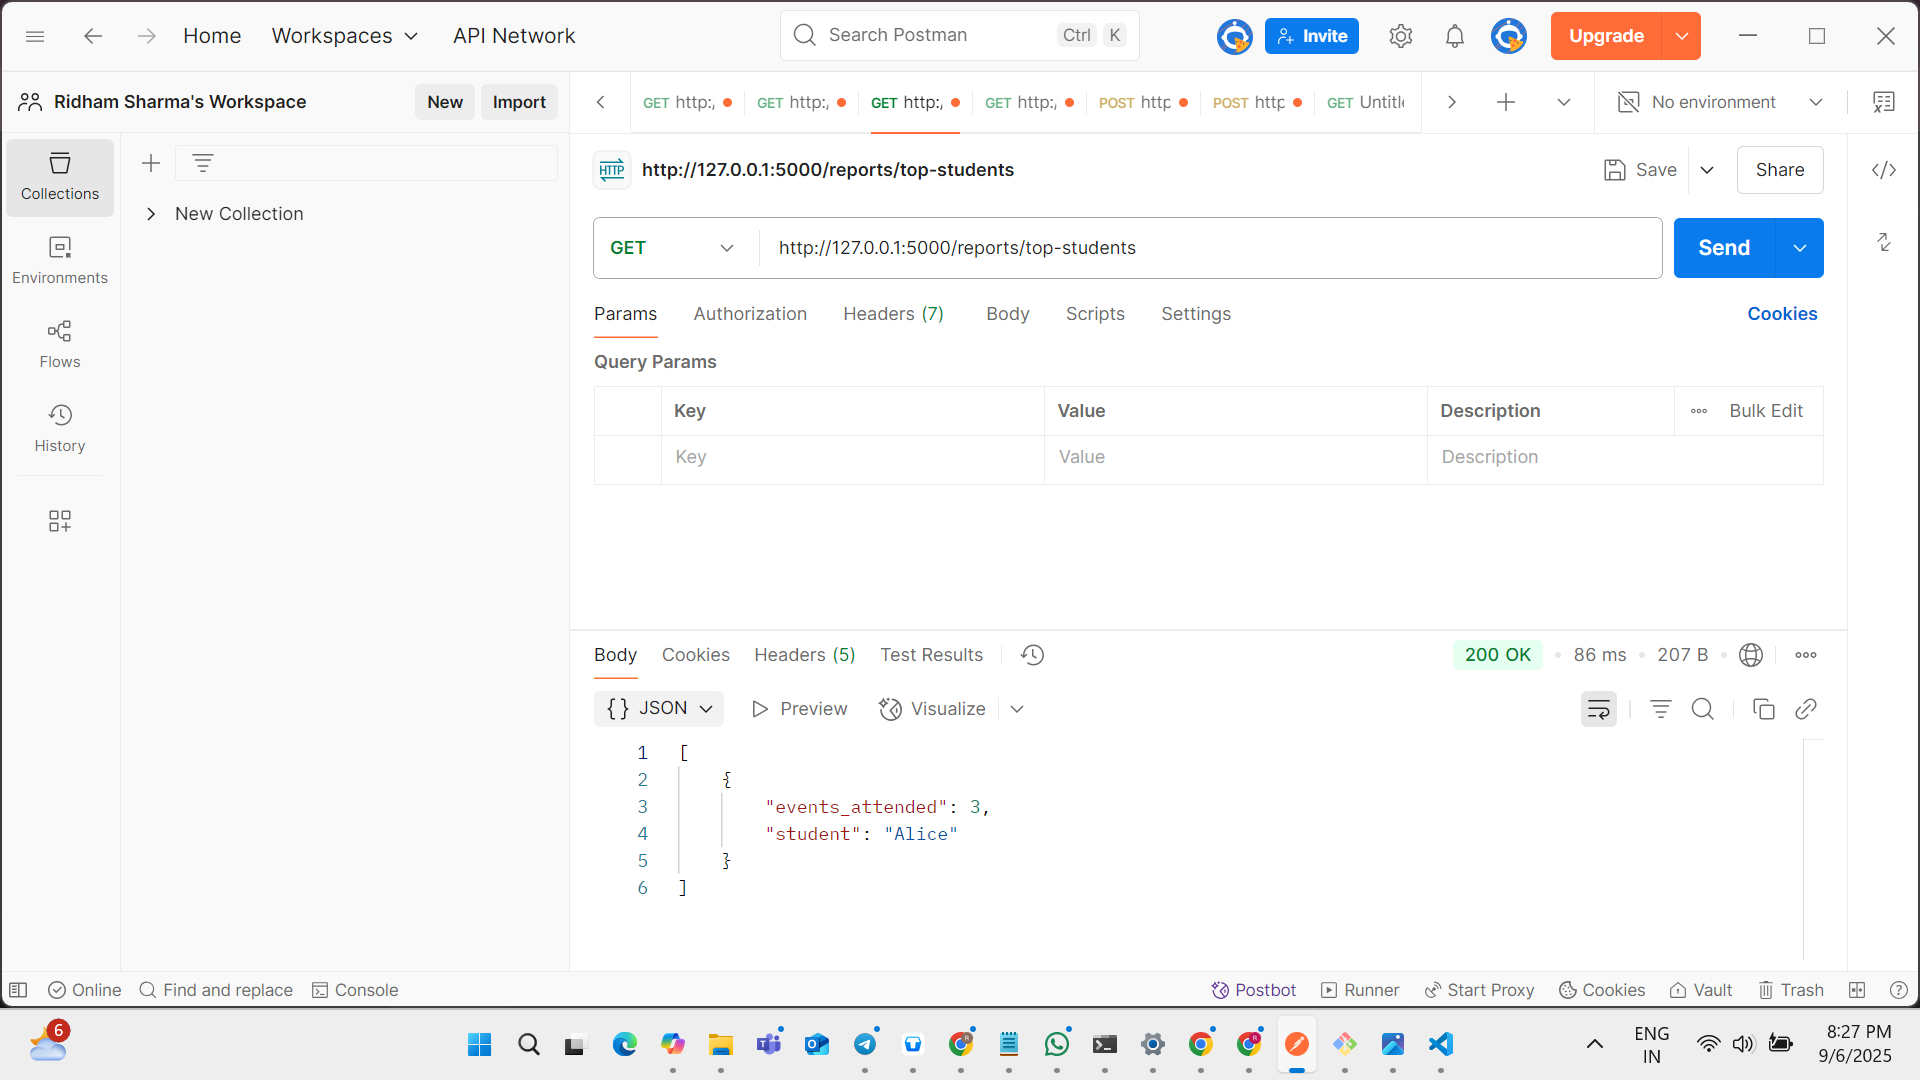 Home Workspaces API Network Search Postman Ctrl K Invite Upgrade
Ridham Sharma's Workspace New Import
GET http:/ GET http:/ GET http:/ GET http:/ POST http POST http GET Untitle No environment
Collections
Environments
Flows
History
New Collection
HTTP http://127.0.0.1:5000/reports/top-students Save Share
GET http://127.0.0.1:5000/reports/top-students Send
Params Authorization Headers (7) Body Scripts Settings Cookies
Query Params
Key Value Description Bulk Edit
Key Value Description
Body Cookies Headers (5) Test Results 200 OK 86 ms 207 B
{} JSON Preview Visualize
1 [
2 {
3 "events_attended": 3,
4 "student": "Alice"
5 }
6 ]
Online Find and replace Console Postbot Runner Start Proxy Cookies Vault Trash
6
ENG
IN
8:27 PM
9/6/2025